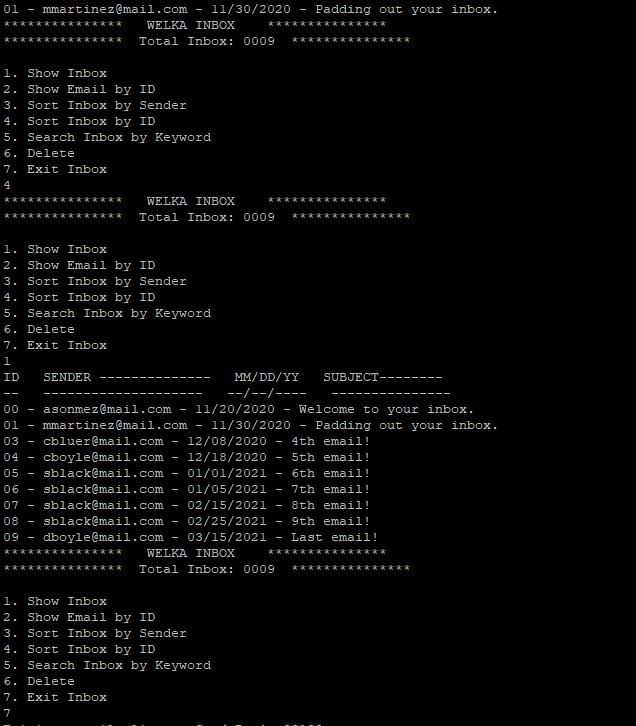 01 - mmartinez@mail.com - 11/30/2020 - Padding out your inbox.
*************** WELKA INBOX ***************
*************** Total Inbox: 0009 ***************
1. Show Inbox
2. Show Email by ID
3. Sort Inbox by Sender
4. Sort Inbox by ID
5. Search Inbox by Keyword
6. Delete
7. Exit Inbox
4
*************** WELKA INBOX ***************
*************** Total Inbox: 0009 ***************
1. Show Inbox
2. Show Email by ID
3. Sort Inbox by Sender
4. Sort Inbox by ID
5. Search Inbox by Keyword
6. Delete
7. Exit Inbox
1
ID SENDER -------------- MM/DD/YY SUBJECT--------
-- -------------------- --/--/---- ---------------
00 - asonmez@mail.com - 11/20/2020 - Welcome to your inbox.
01 - mmartinez@mail.com - 11/30/2020 - Padding out your inbox.
03 - cbluer@mail.com - 12/08/2020 - 4th email!
04 - cboyle@mail.com - 12/18/2020 - 5th email!
05 - sblack@mail.com - 01/01/2021 - 6th email!
06 - sblack@mail.com - 01/05/2021 - 7th email!
07 - sblack@mail.com - 02/15/2021 - 8th email!
08 - sblack@mail.com - 02/25/2021 - 9th email!
09 - dboyle@mail.com - 03/15/2021 - Last email!
*************** WELKA INBOX ***************
*************** Total Inbox: 0009 ***************
1. Show Inbox
2. Show Email by ID
3. Sort Inbox by Sender
4. Sort Inbox by ID
5. Search Inbox by Keyword
6. Delete
7. Exit Inbox
7